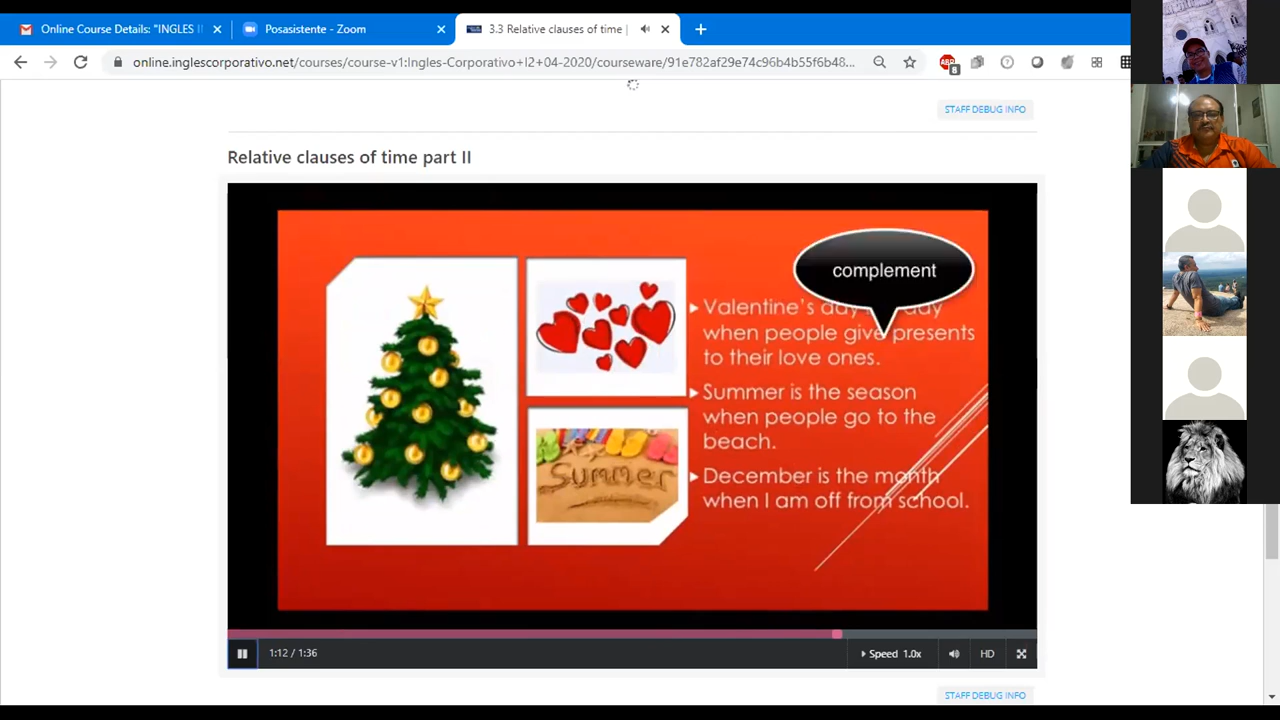 Online Course Details: "INGLES II
Posasistente - Zoom
3.3 Relative clauses of time |
online.inglescorporativo.net/courses/course-v1:Ingles-Corporativo+I2+04-2020/courseware/91e782af29e74c96b4b55f6b48...
ABP
8
STAFF DEBUG INFO
Relative clauses of time part II
complement
Valentine's day
day
when people give presents
to their love ones.
Summer is the season
when people go to the
beach.
December is the month
when I am off from school.
Summer
1:12 / 1:36
Speed 1.0x
HD
STAFF DEBUG INFO